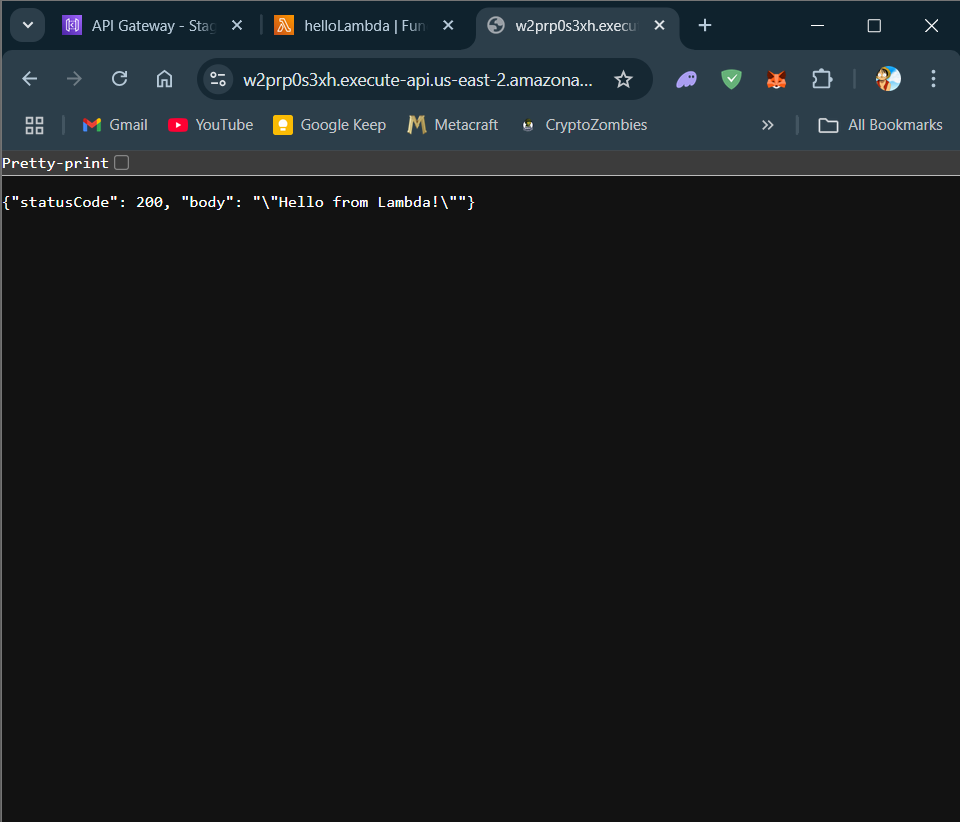 API Gateway - Stag
helloLambda | Fun
w2prp0s3xh.execu
w2prp0s3xh.execute-api.us-east-2.amazona...
Gmail
YouTube
Google Keep
Metacraft
CryptoZombies
All Bookmarks
Pretty-print
{"statusCode": 200, "body": "\"Hello from Lambda!\""}